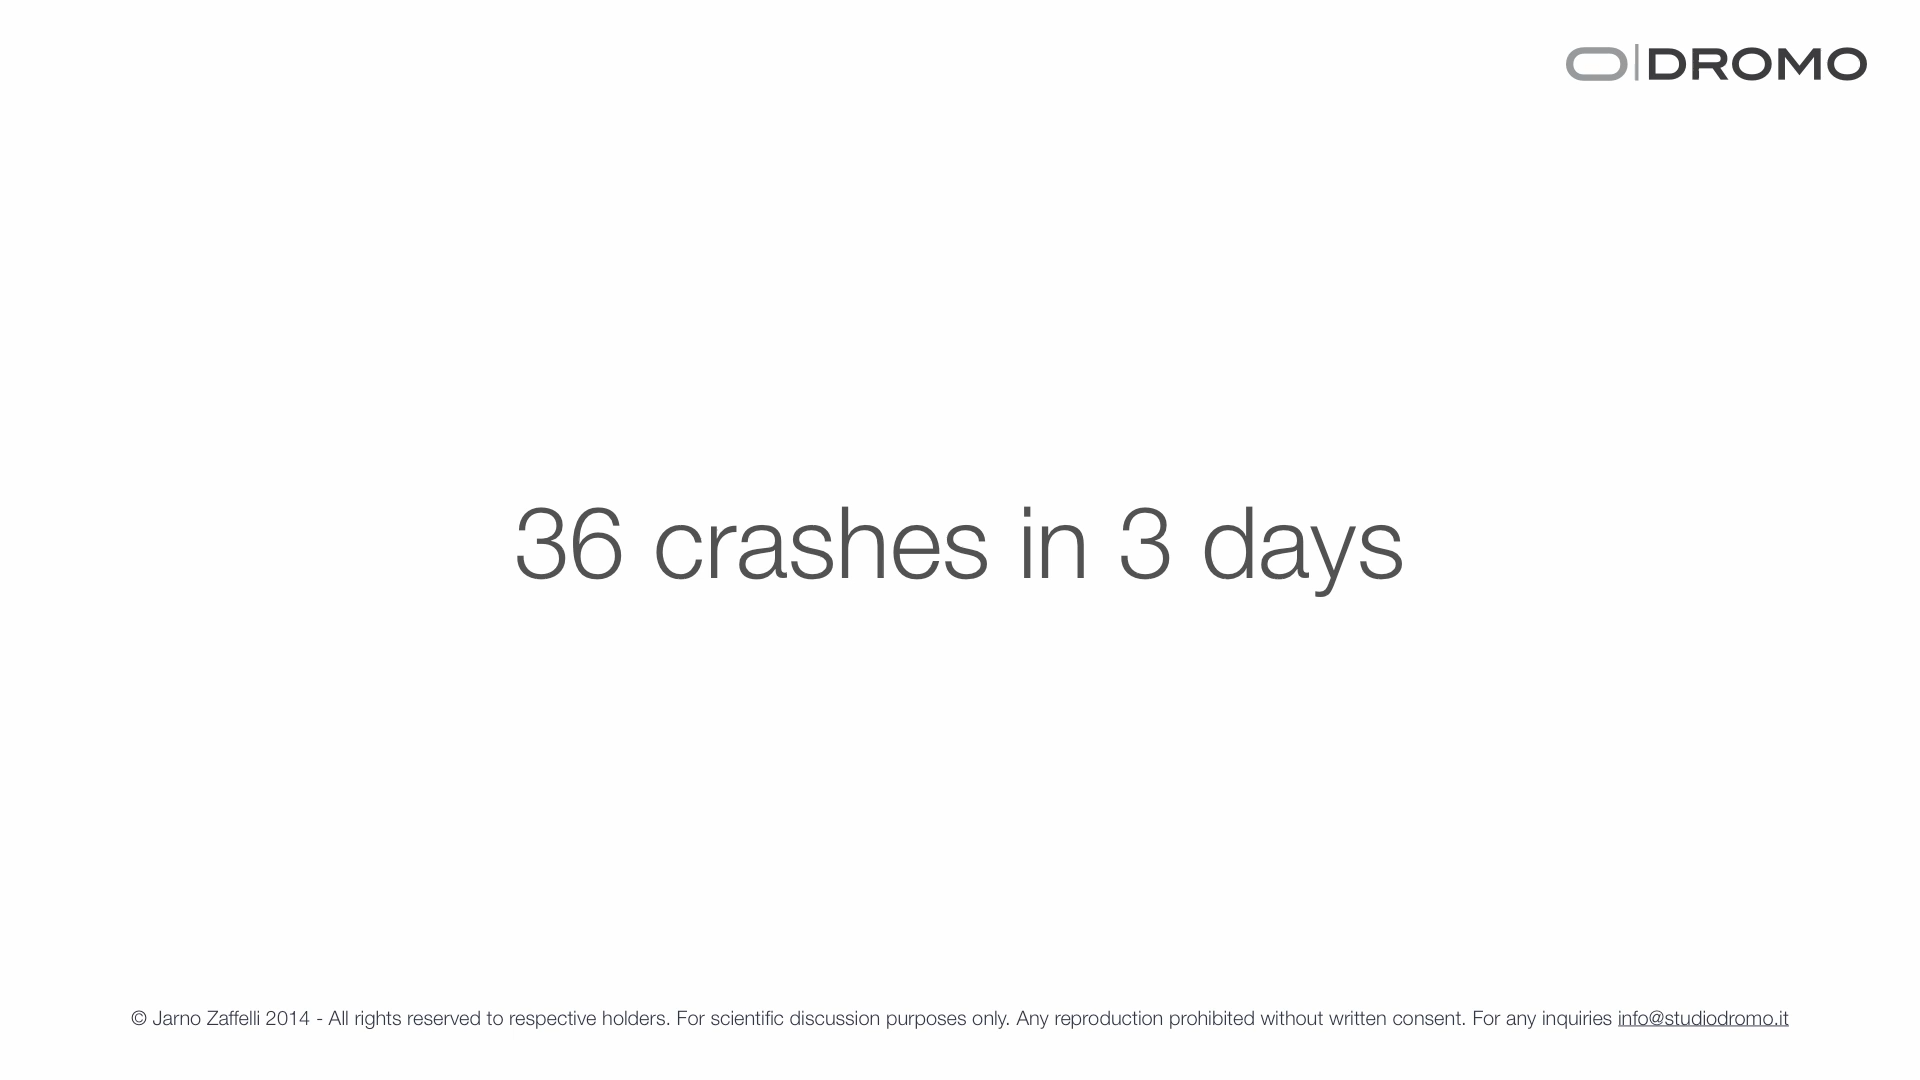 DROMO
36 crashes in 3 days
© Jarno Zaffelli 2014 - All rights reserved to respective holders. For scientific discussion purposes only. Any reproduction prohibited without written consent. For any inquiries info@studiodromo.it